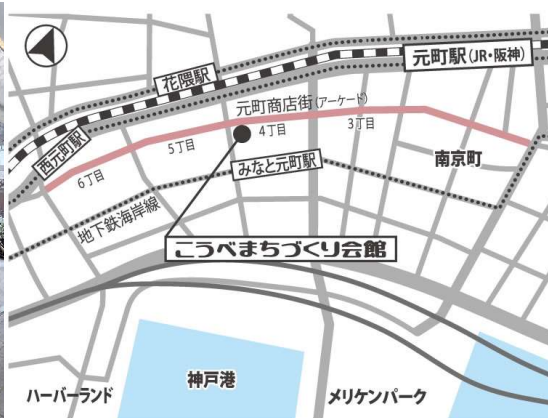 元町駅(JR・阪神)
花隈駅
元町商店街(アーケード)
西元町駅
6丁目
5丁目
4丁目
3丁目
みなと元町駅
南京町
地下鉄海岸線
こうべまちづくり会館
ハーバーランド
神戸港
メリケンパーク